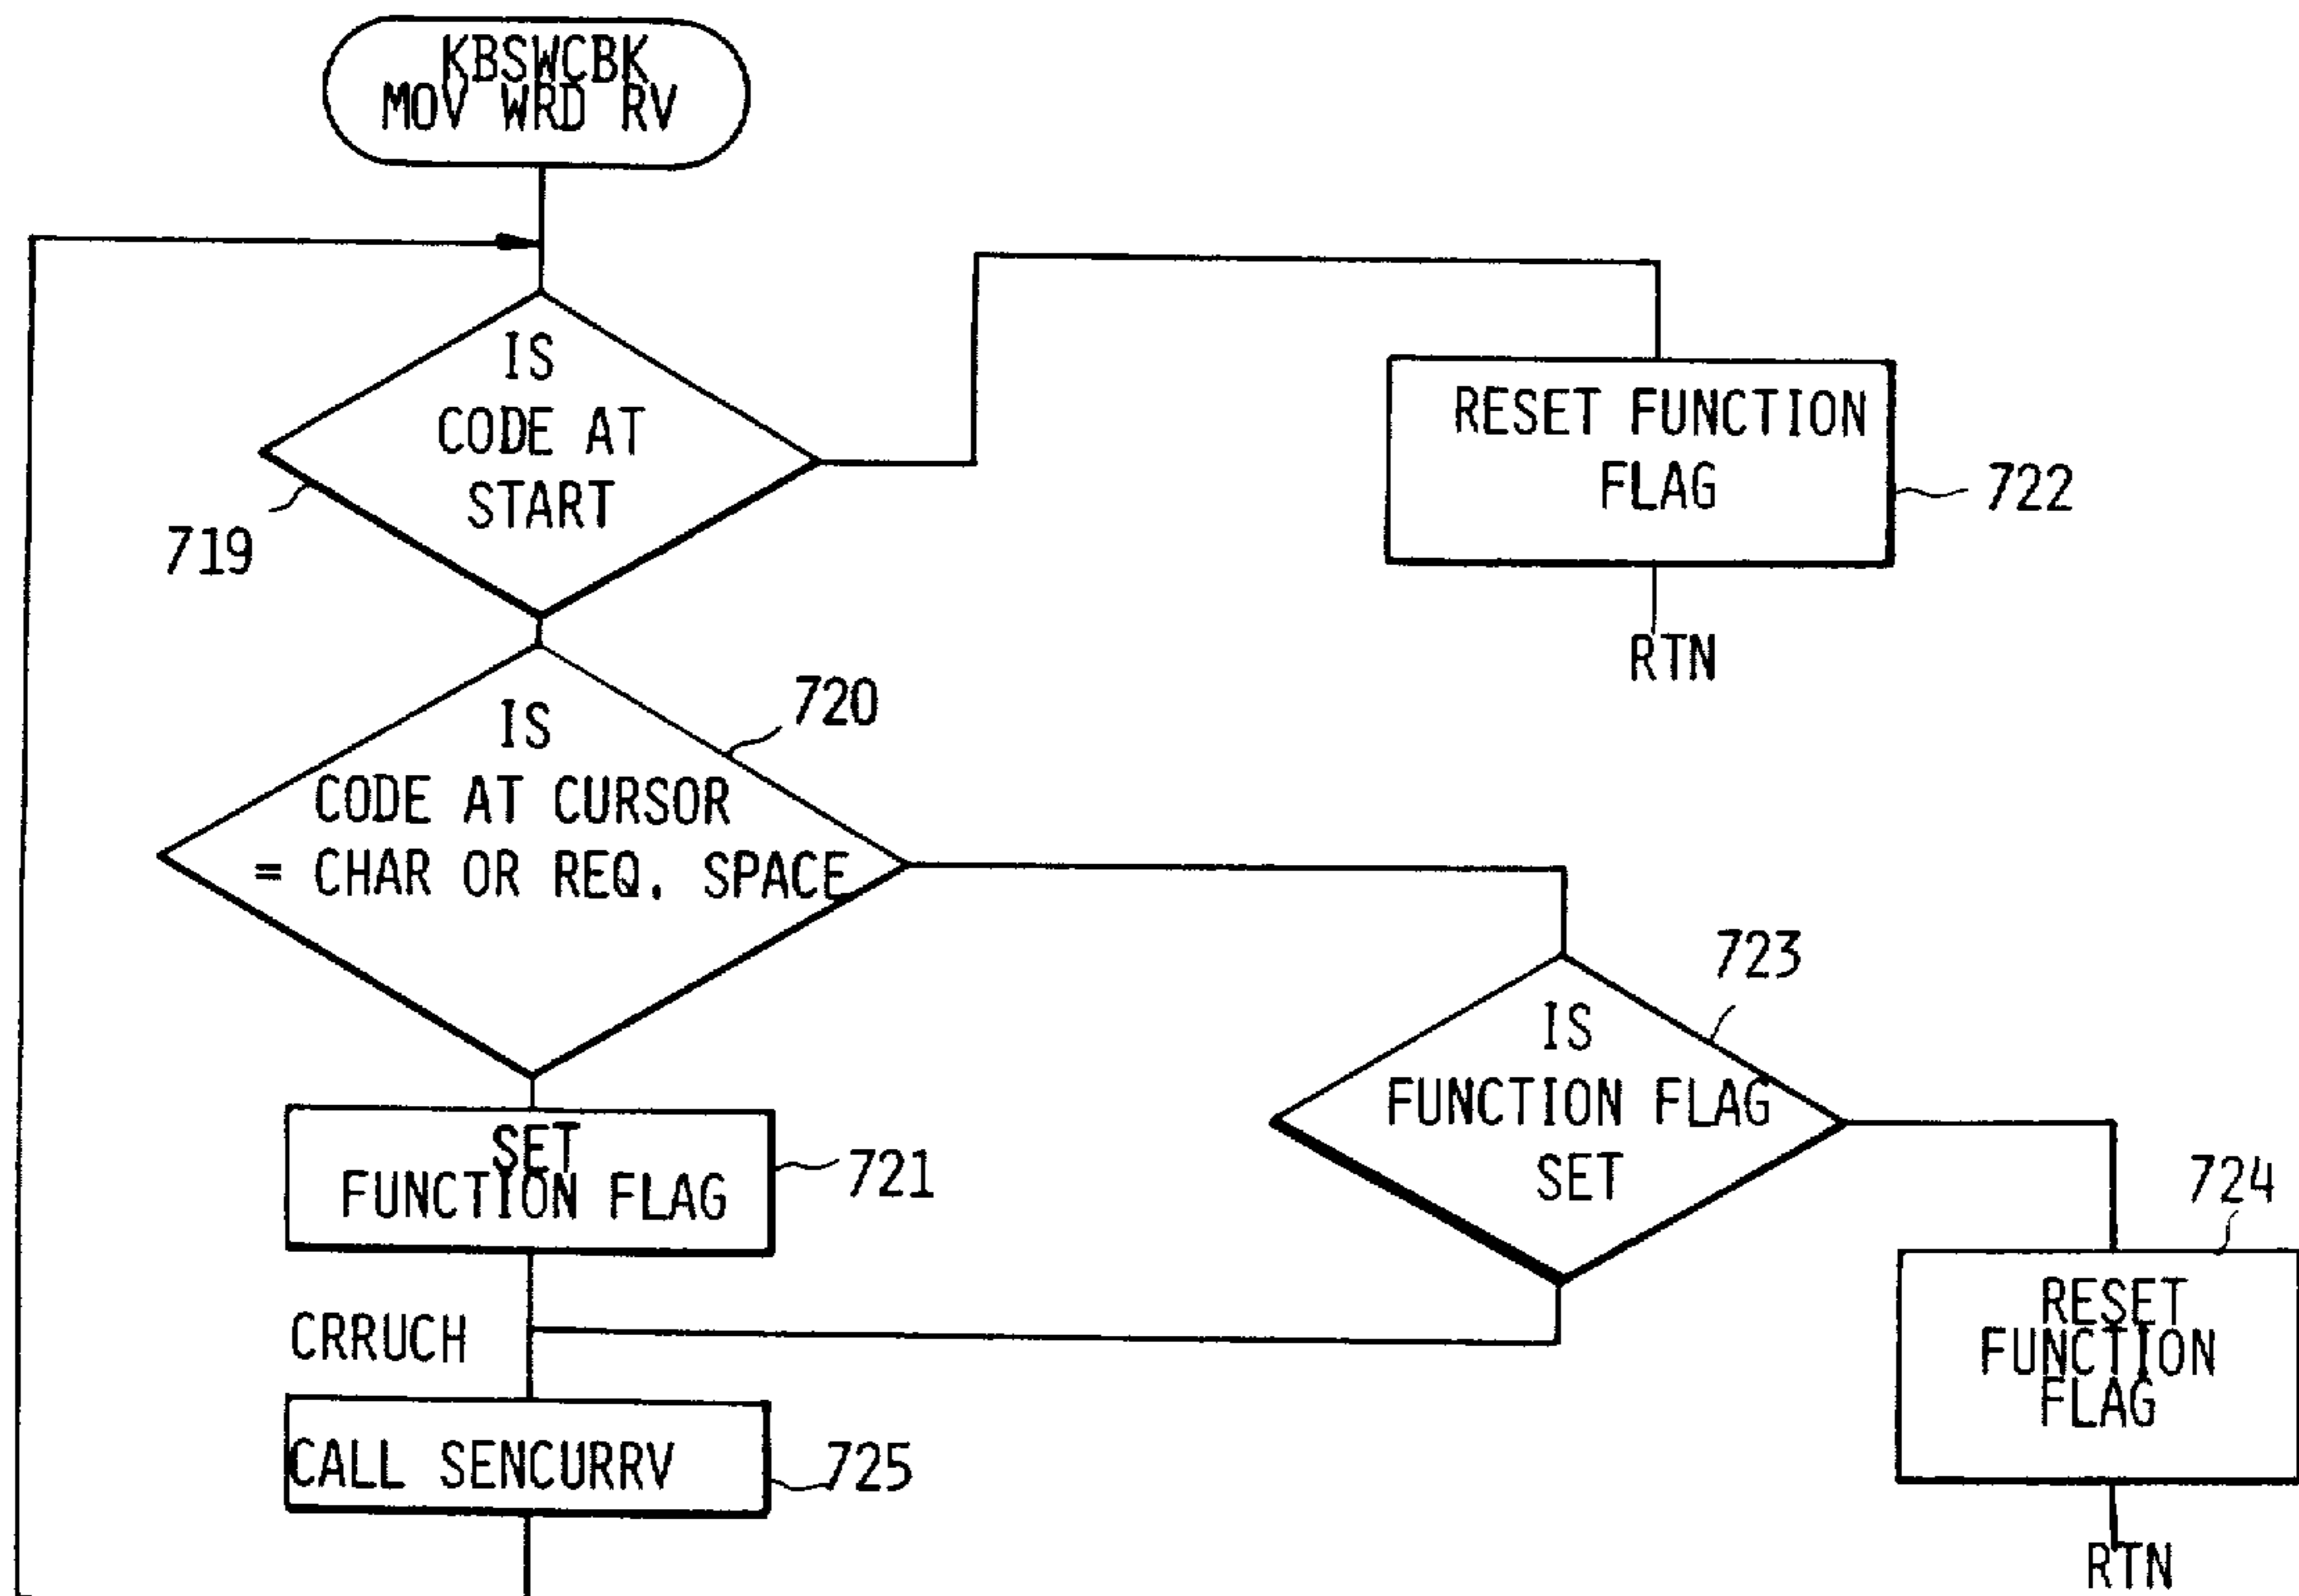 KBSWCBK
MOV WRD RV
IS
CODE AT
START
719
RESET FUNCTION
FLAG
722
RTN
IS
CODE AT CURSOR
= CHAR OR REQ. SPACE
720
IS
FUNCTION FLAG
SET
723
SET
FUNCTION FLAG
721
724
RESET
FUNCTION
FLAG
CRRUCH
CALL SENCURRV
725
RTN